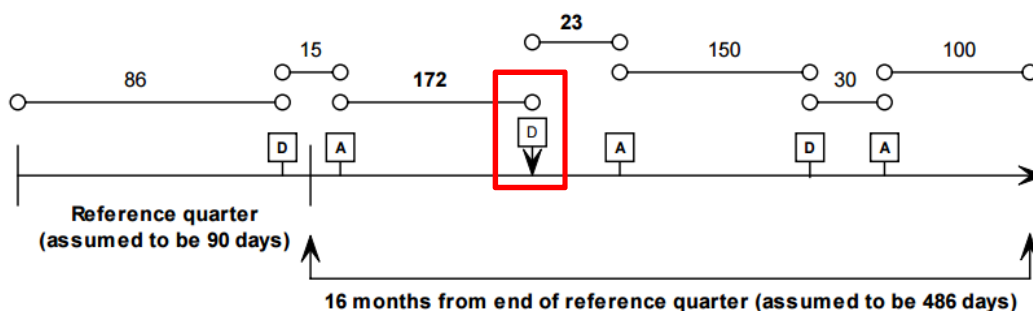 23
15
150
100
86
172
30
D
A
D
A
D
A
Reference quarter
(assumed to be 90 days)
16 months from end of reference quarter (assumed to be 486 days)